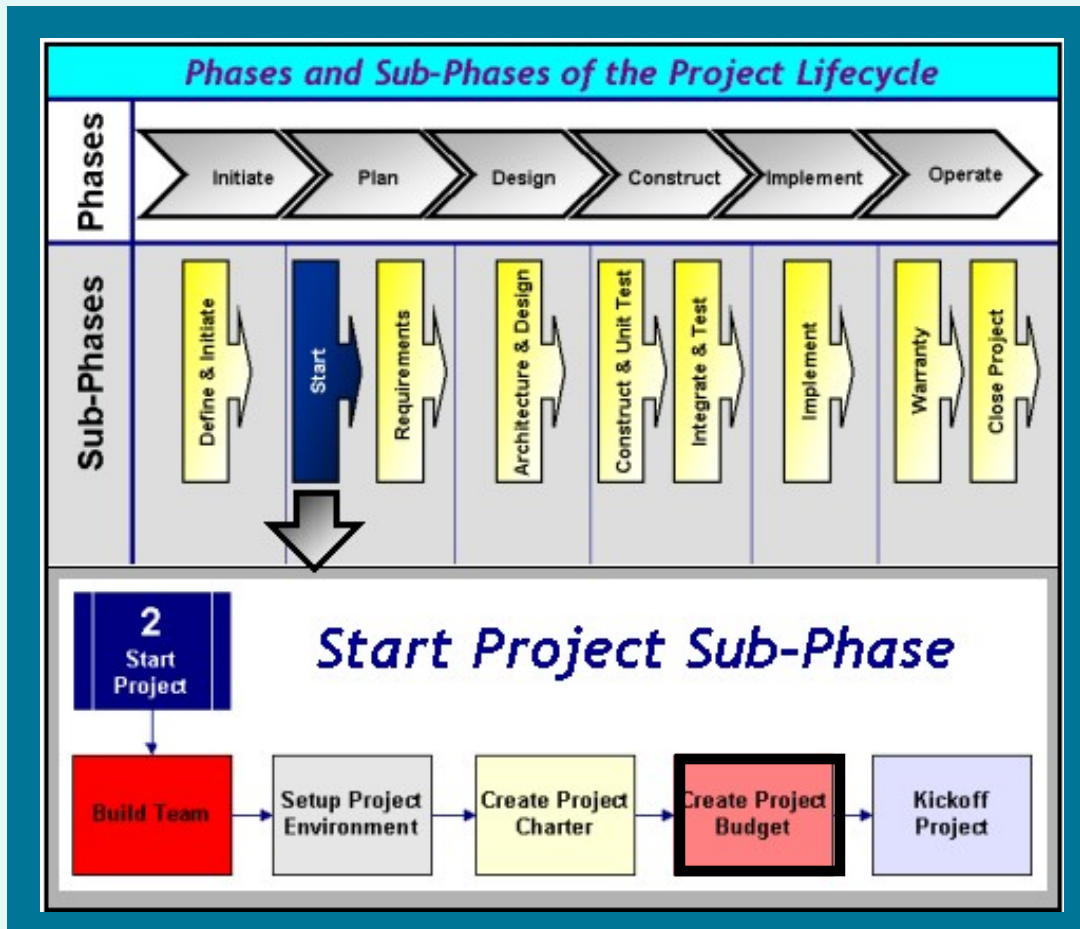 Phases and Sub-Phases of the Project Lifecycle
Phases
Initiate
Plan
Design
Construct
Implement
Operate
Sub-Phases
Define & Initiate
Start
Requirements
Architecture & Design
Construct & Unit Test
Integrate & Test
Implement
Warranty
Close Project
2
Start
Project
Start Project Sub-Phase
Build Team
Setup Project
Environment
Create Project
Charter
Create Project
Budget
Kickoff
Project